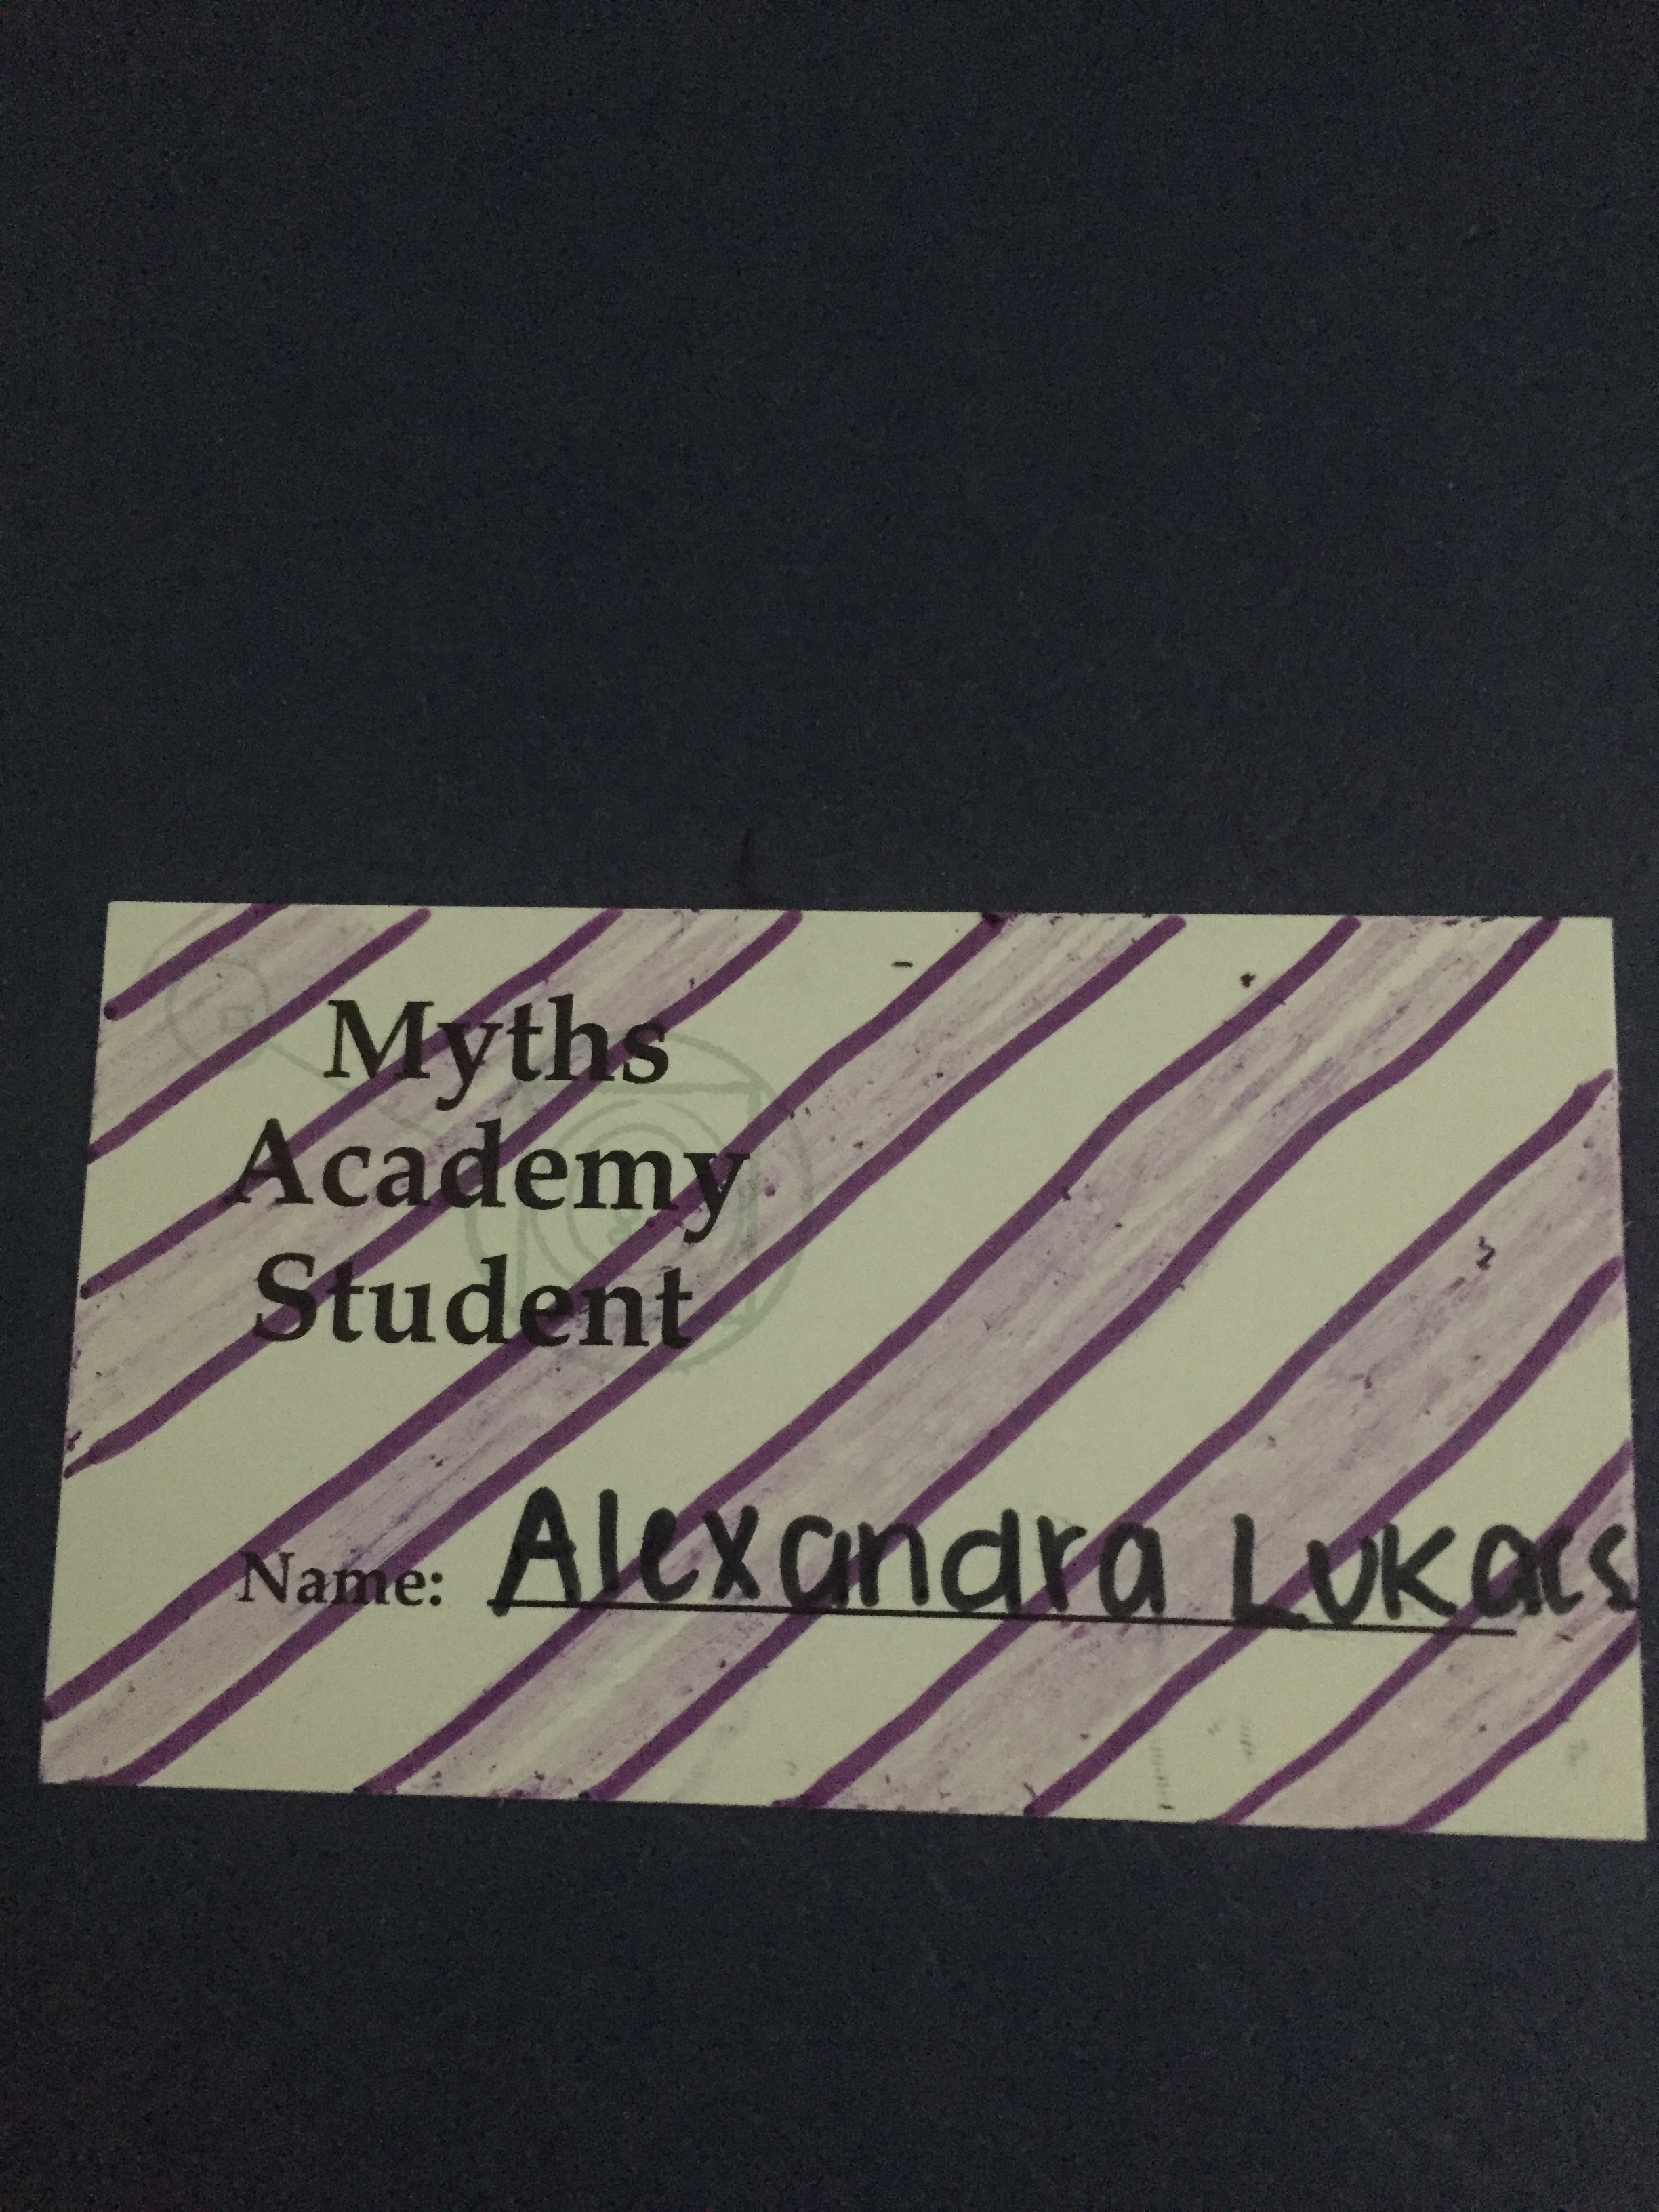 Myths
Academy
Student
Name: Alexandra Lukacs